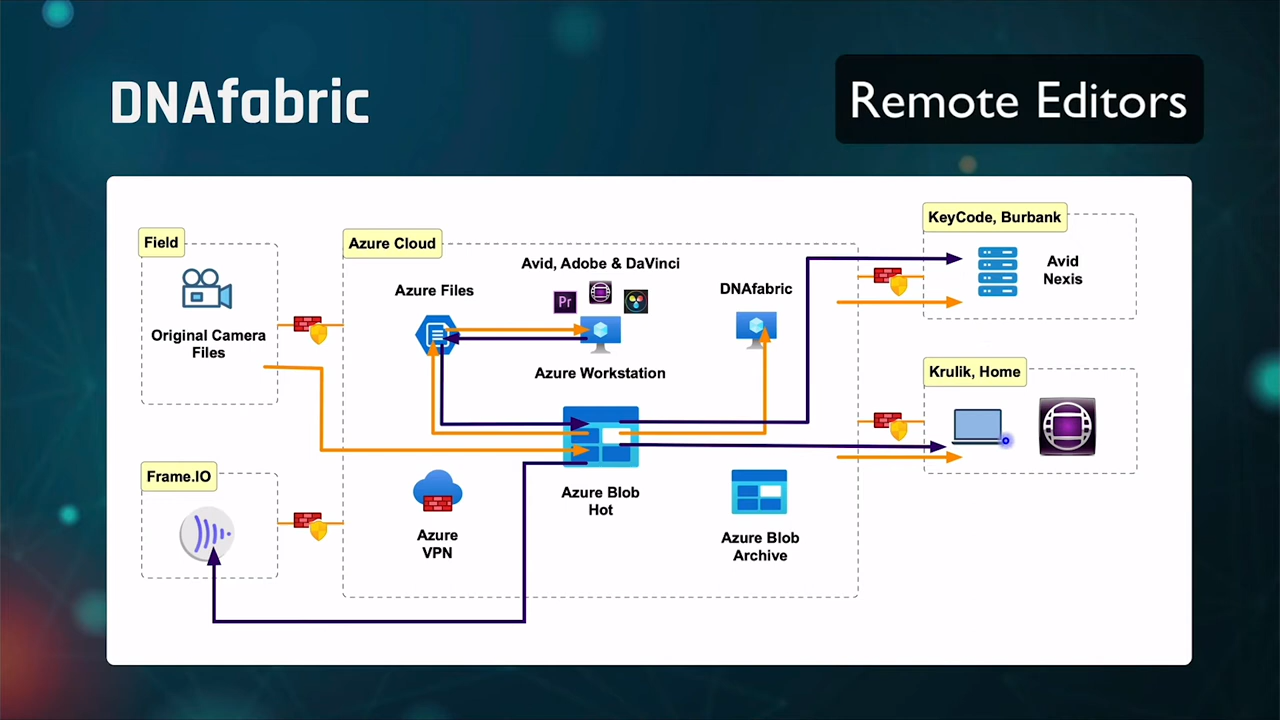 DNAfabric
Remote Editors
Field
Original Camera
Files
Frame.IO
Azure Cloud
Azure Files
Avid, Adobe & DaVinci
Pr
Azure Workstation
DNAfabric
Azure VPN
Azure Blob
Hot
Azure Blob
Archive
KeyCode, Burbank
Avid
Nexis
Krulik, Home